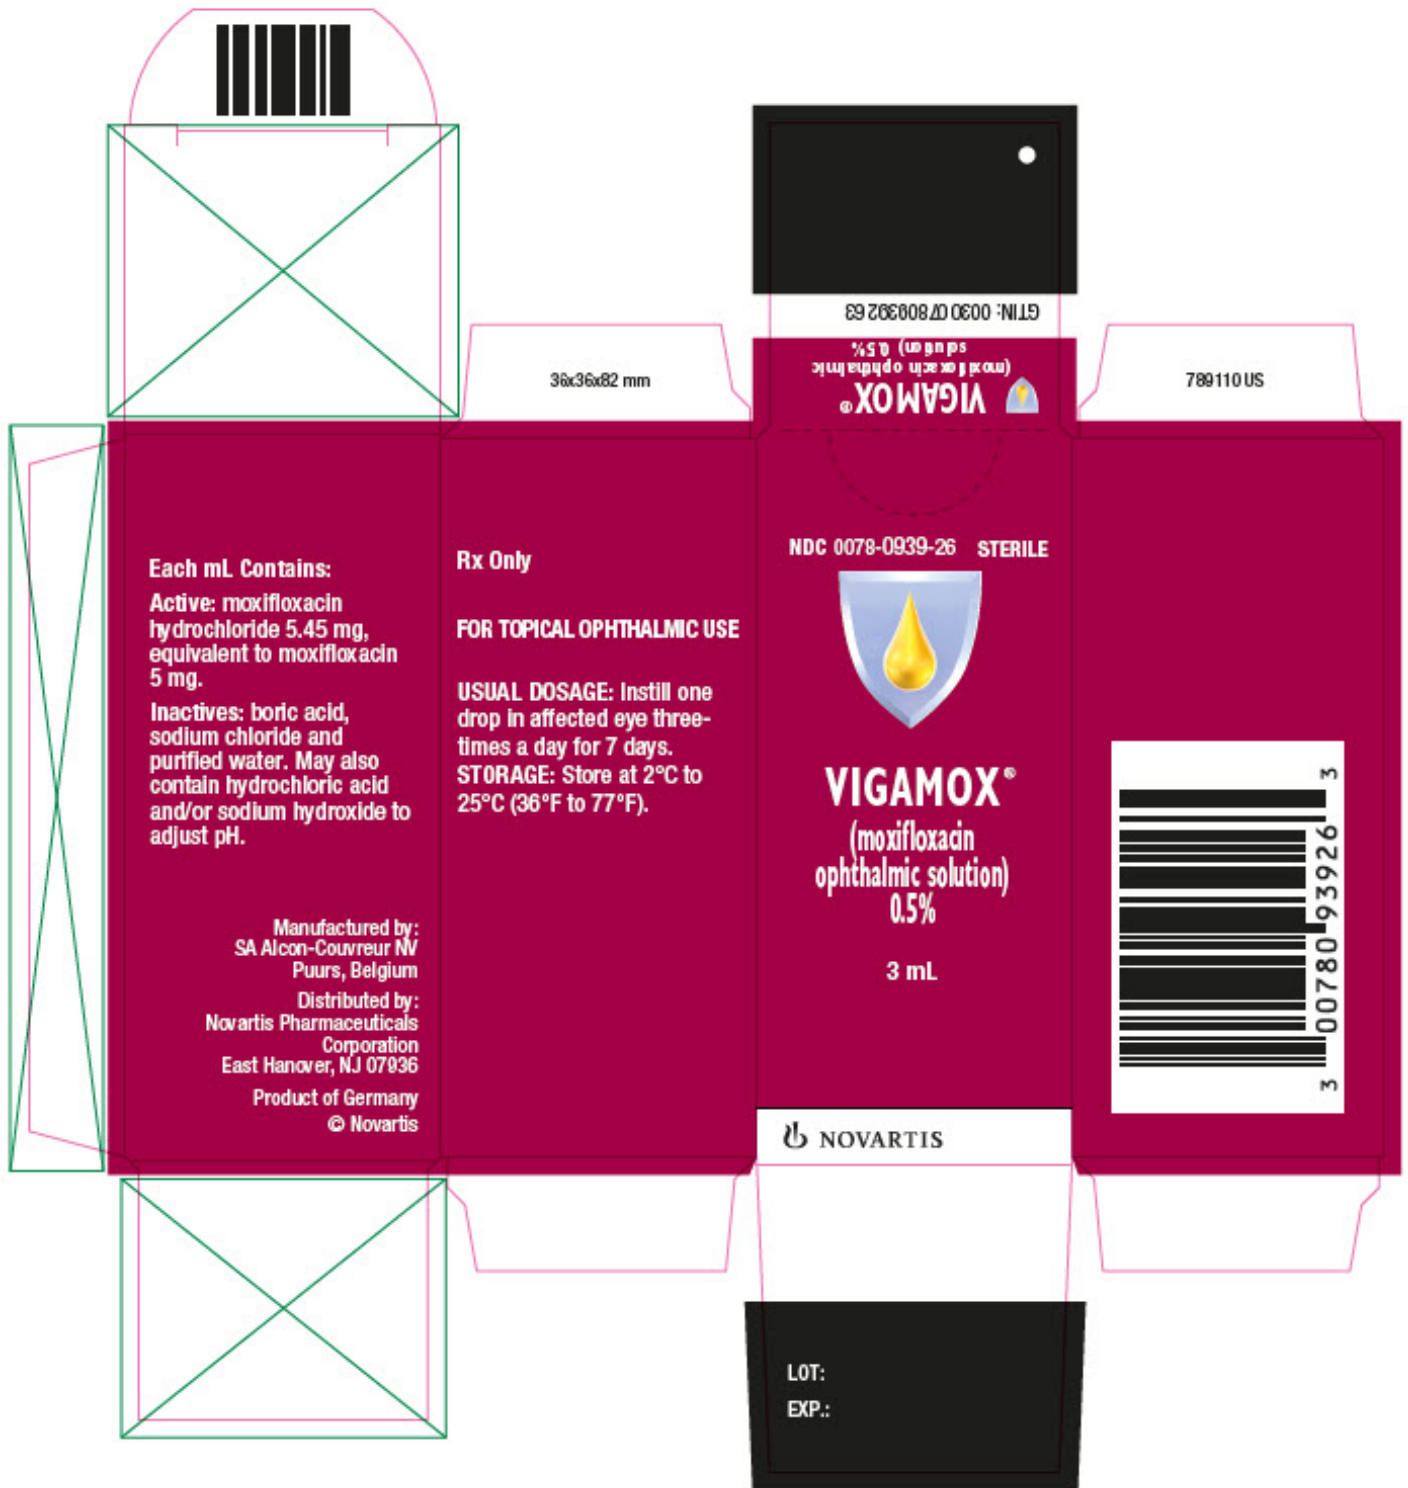 36x36x82 mm
GTIN: 0030 07809392 63
VIGAMOX®
(moxifloxacin ophthalmic
solution) 0.5%
789110 US
Each mL Contains:
Active: moxifloxacin
hydrochloride 5.45 mg,
equivalent to moxifloxacin
5 mg.
Inactives: boric acid,
sodium chloride and
purified water. May also
contain hydrochloric acid
and/or sodium hydroxide to
adjust pH.
Manufactured by:
SA Alcon-Couvreur NV
Puurs, Belgium
Distributed by:
Novartis Pharmaceuticals
Corporation
East Hanover, NJ 07936
Product of Germany
© Novartis
Rx Only
FOR TOPICAL OPHTHALMIC USE
USUAL DOSAGE: Instill one
drop in affected eye three-
times a day for 7 days.
STORAGE: Store at 2°C to
25°C (36°F to 77°F).
NDC 0078-0939-26 STERILE
VIGAMOX®
(moxifloxacin
ophthalmic solution)
0.5%
3 mL
NOVARTIS
3 00780 93926 3
LOT:
EXP.: